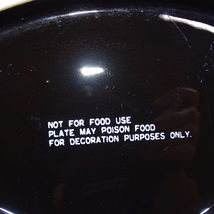 NOT FOR FOOD USE
PLATE MAY POISON FOOD
FOR DECORATION PURPOSES ONLY.